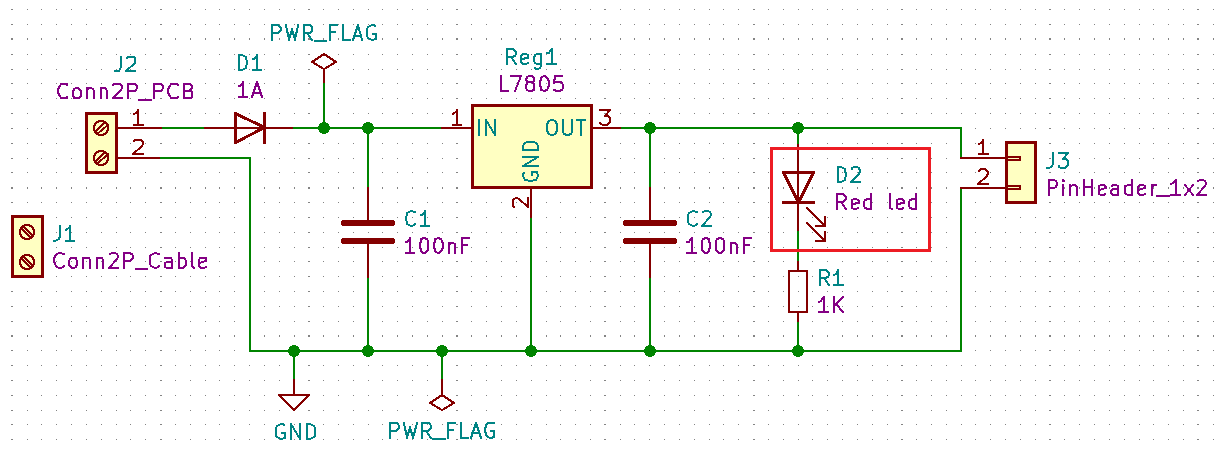 PWR_FLAG
J2
Conn2P_PCB
1
2
D1
1A
Reg1
L7805
1
IN
OUT
3
GND
2
J1
Conn2P_Cable
C1
100nF
C2
100nF
D2
Red led
R1
1K
1
2
J3
PinHeader_1x2
GND
PWR_FLAG